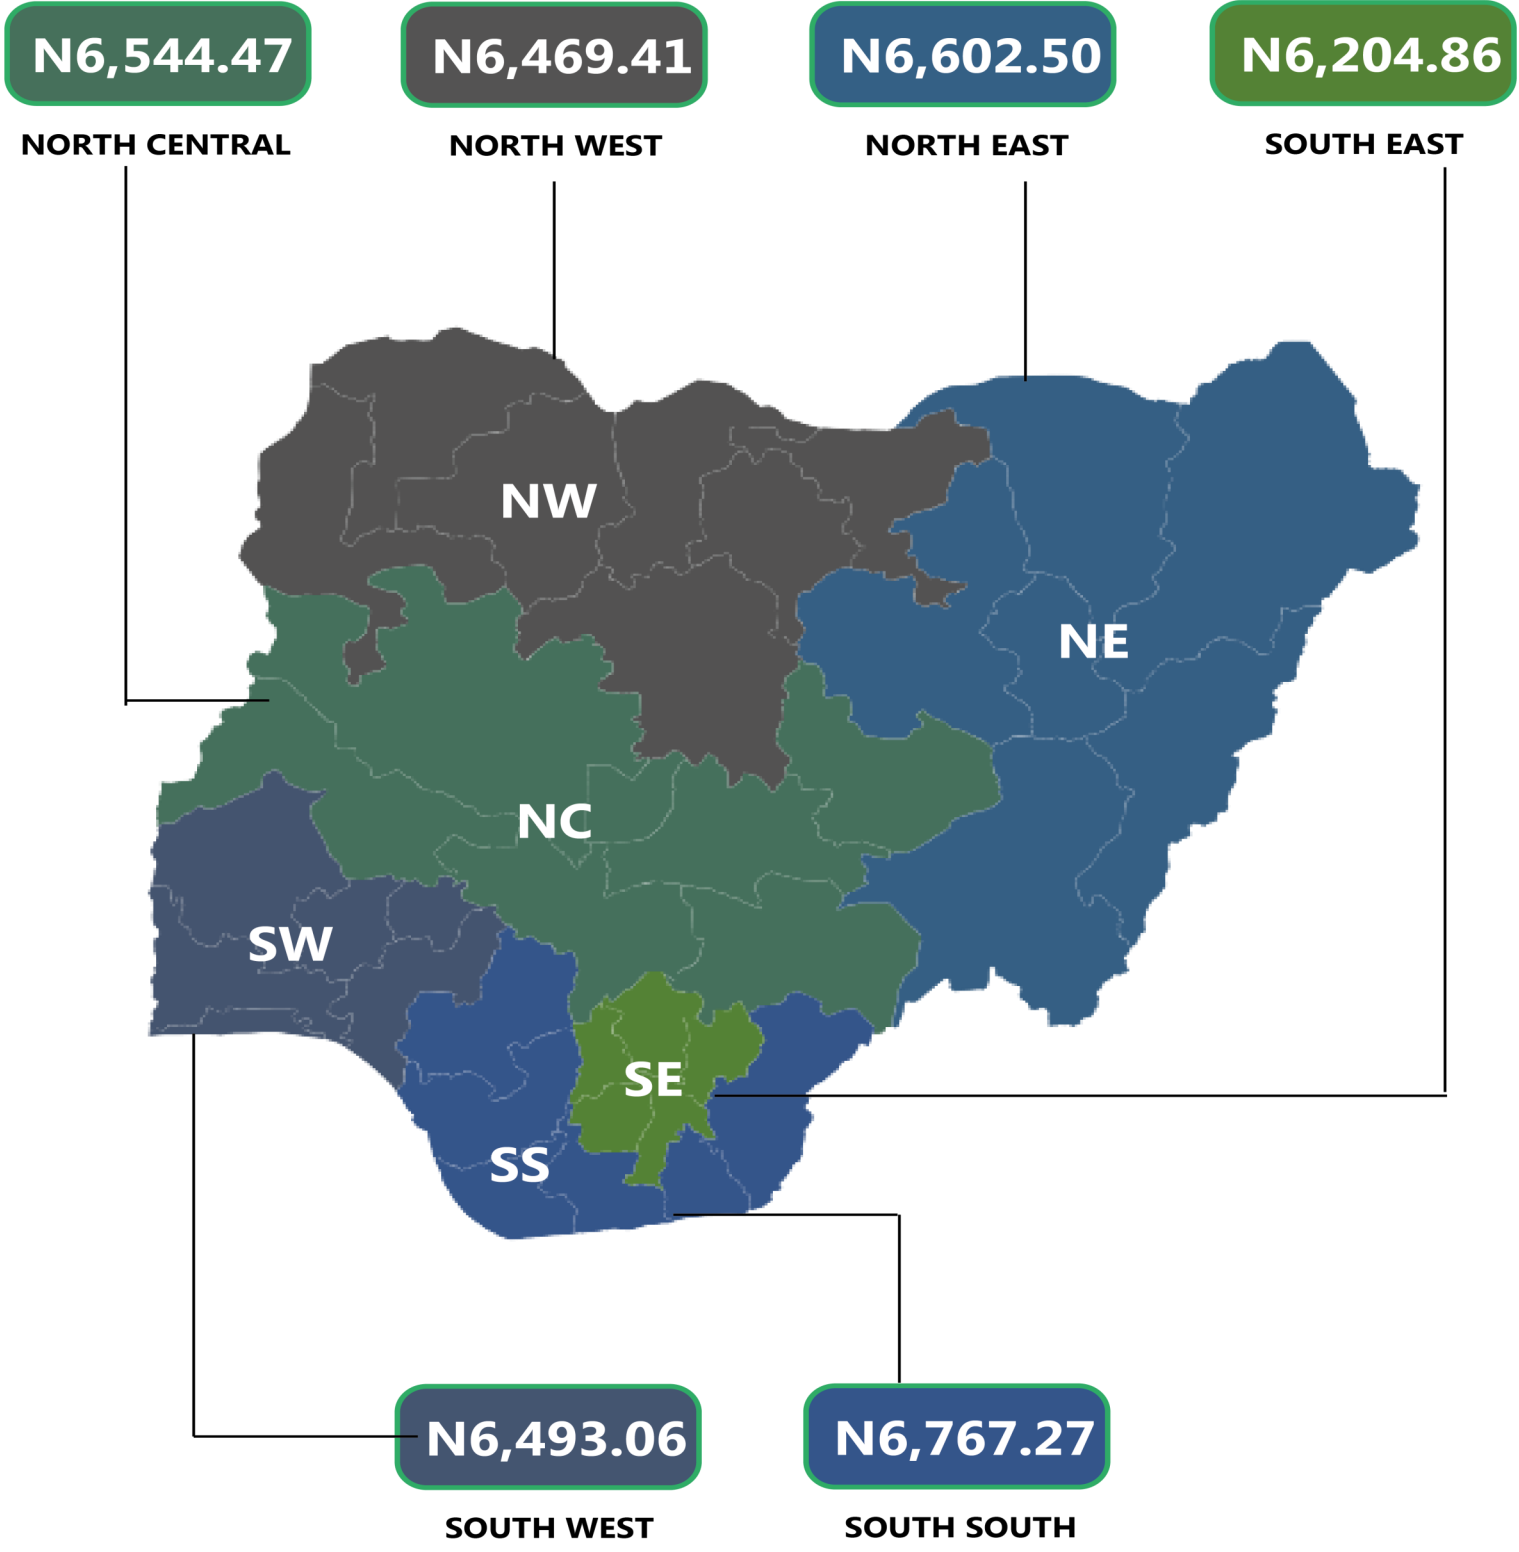 N6,544.47
N6,469.41
N6,602.50
N6,204.86
NORTH CENTRAL
NORTH WEST
NORTH EAST
SOUTH EAST
NW
NE
NC
SW
SE
SS
N6,493.06
N6,767.27
SOUTH WEST
SOUTH SOUTH